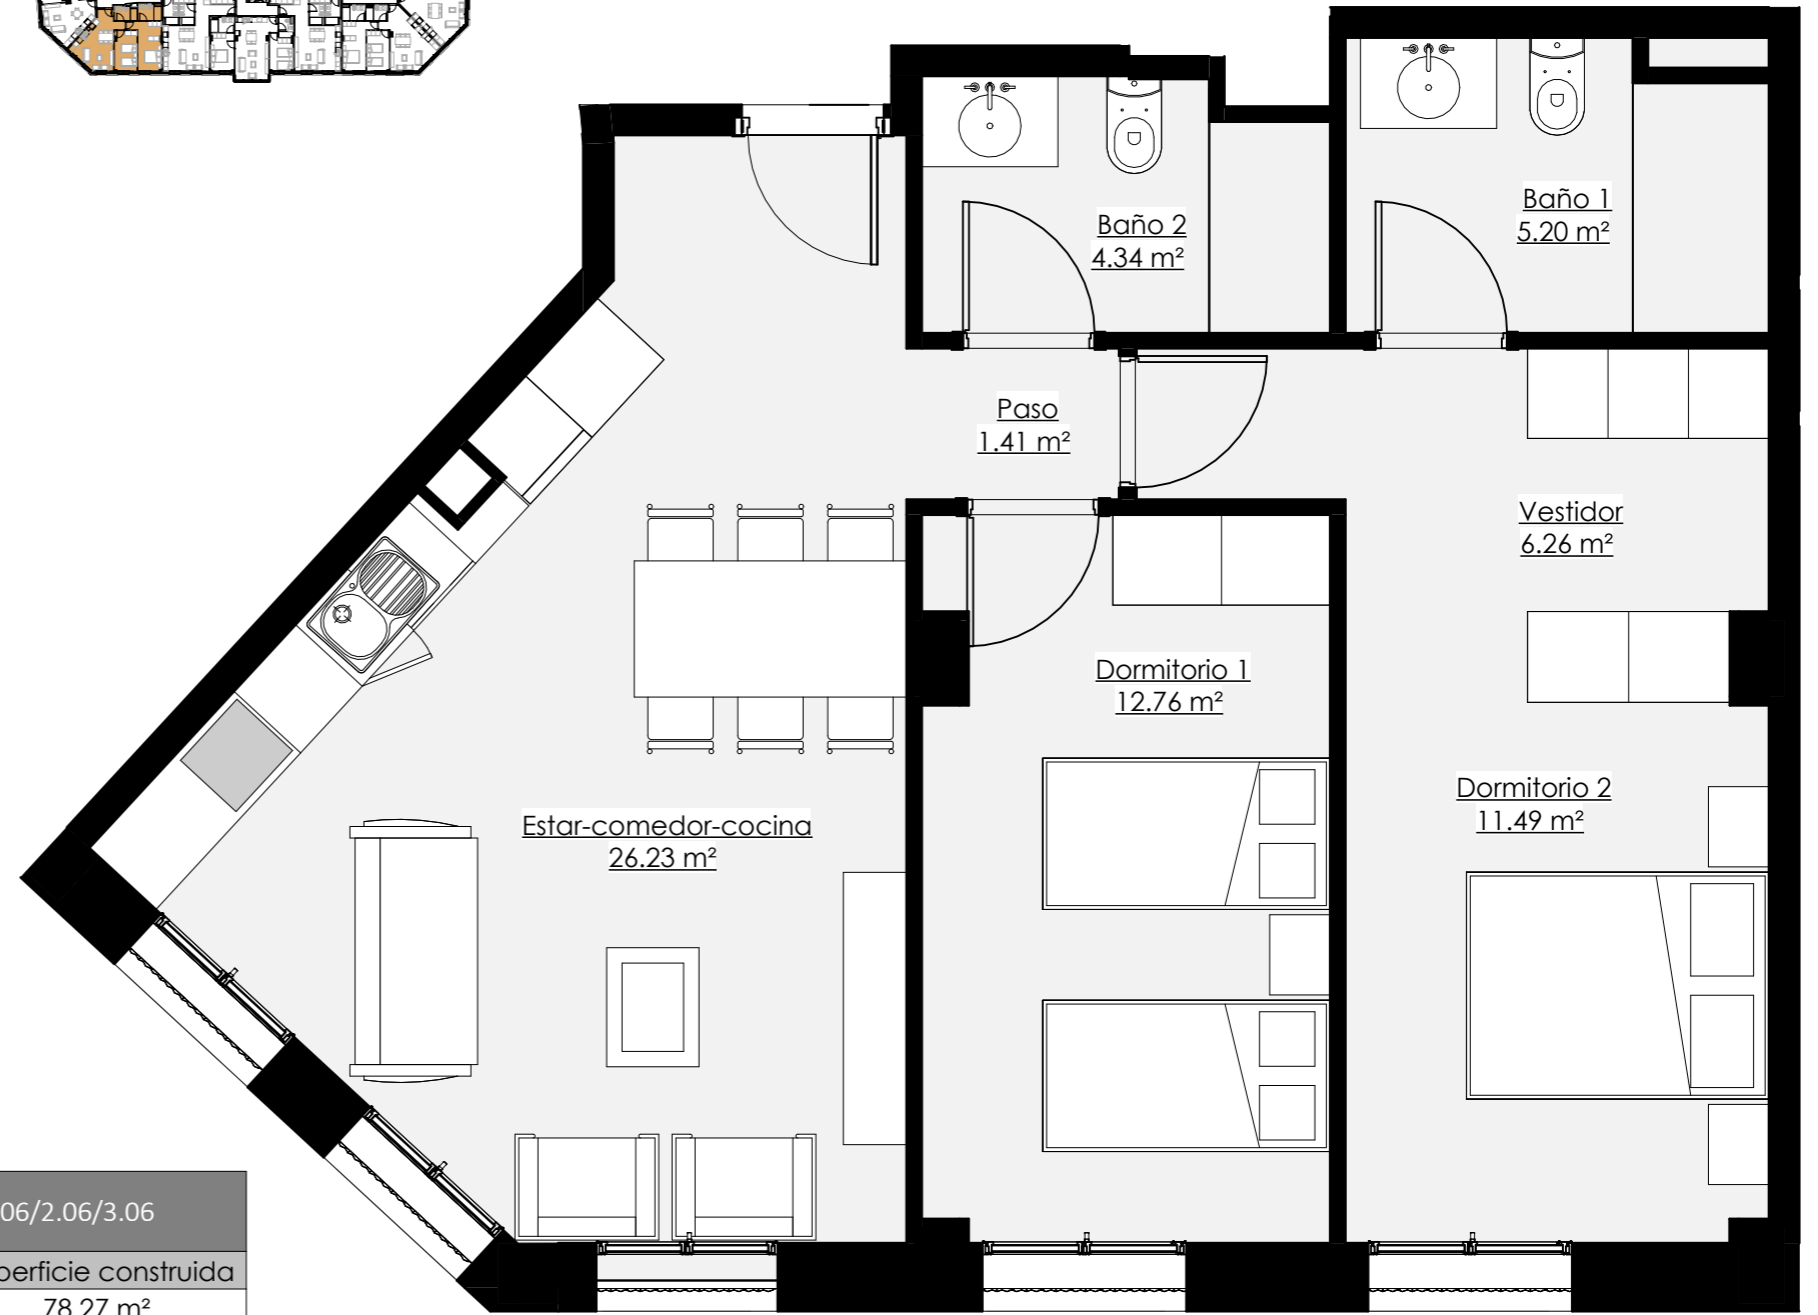 Baño 1
5.20 m²
Baño 2
4.34 m²
Paso
1.41 m²
Vestidor
6.26 m²
Dormitorio 1
12.76 m²
Dormitorio 2
11.49 m²
Estar-comedor-cocina
26.23 m²
06/2.06/3.06
perficie construida
78.27 m²